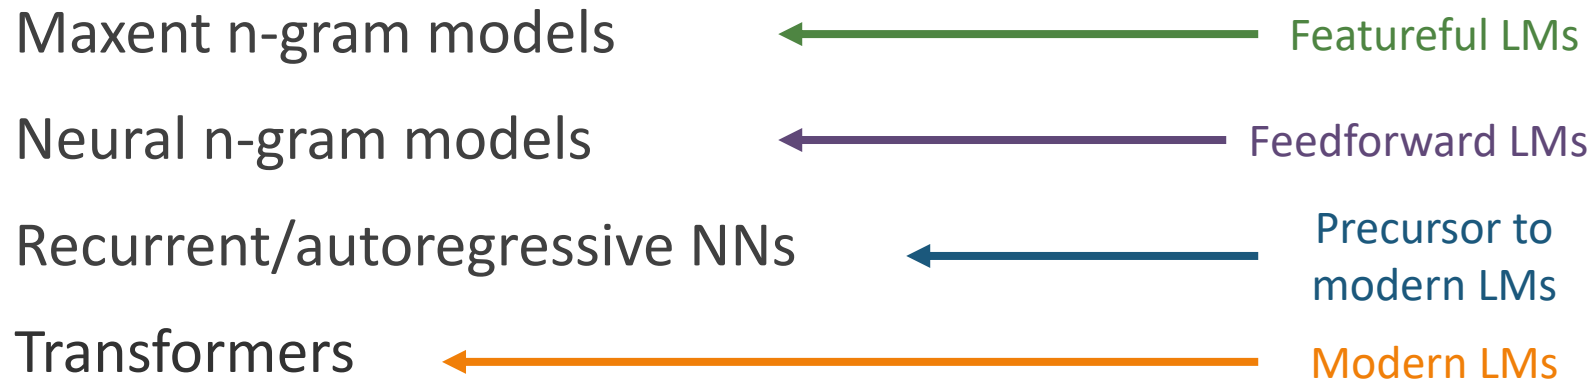 Maxent n-gram models
Featureful LMs
Neural n-gram models
Feedforward LMs
Recurrent/autoregressive NNs
Precursor to
modern LMs
Transformers
Modern LMs